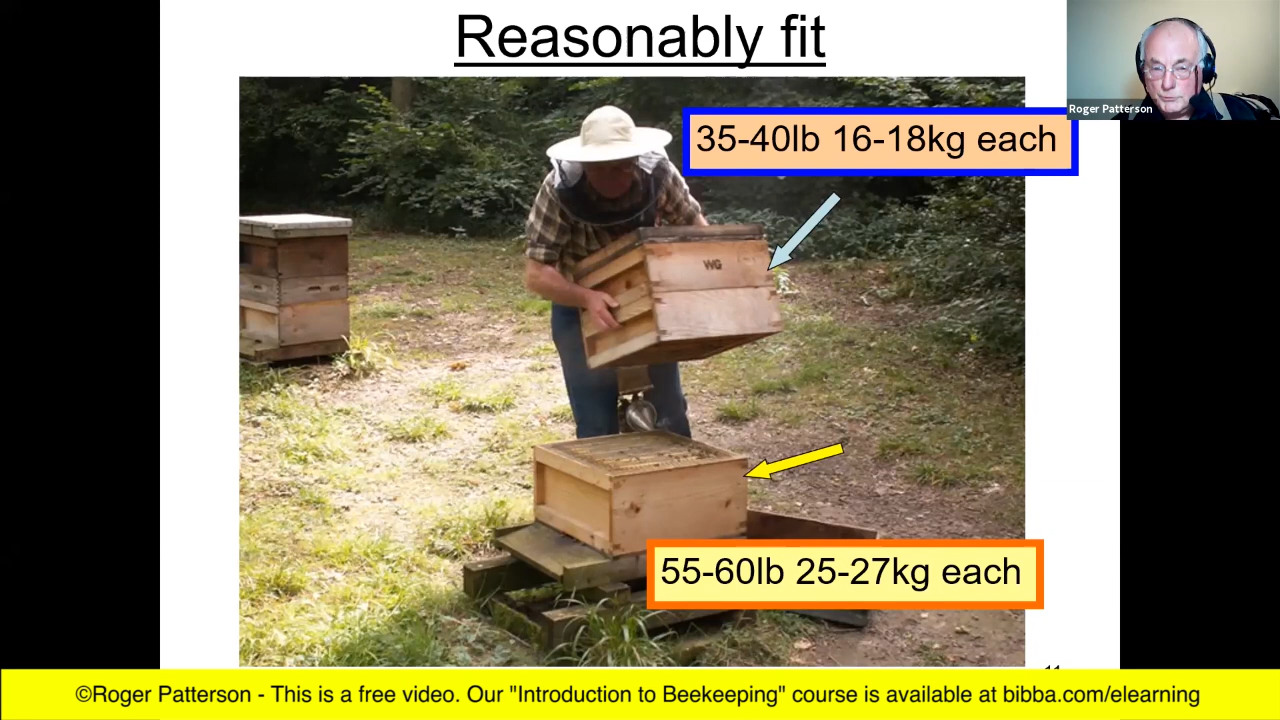 Reasonably fit
Roger Patterson
35-40lb 16-18kg each
WG
55-60lb 25-27kg each
©Roger Patterson - This is a free video. Our "Introduction to Beekeeping" course is available at bibba.com/elearning